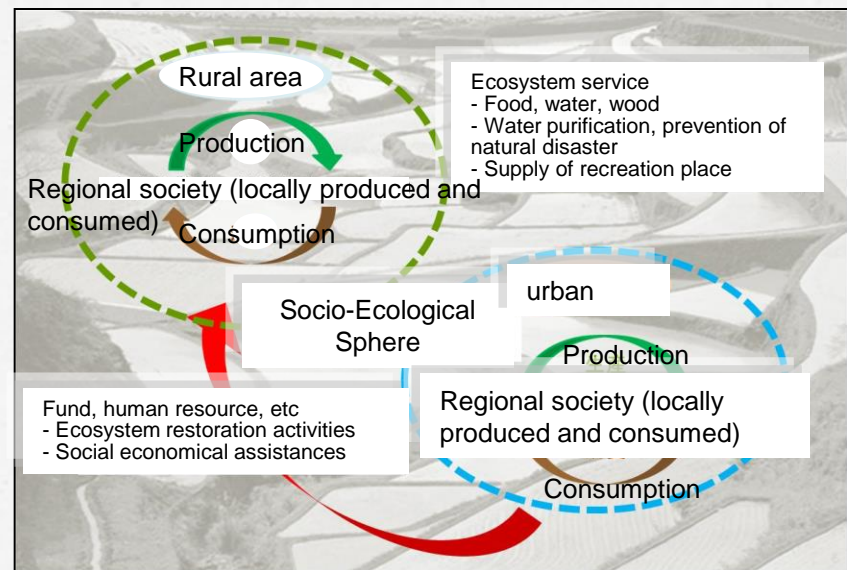 Rural area
Production
Regional society (locally produced and
consumed)
Consumption
Ecosystem service
- Food, water, wood
- Water purification, prevention of
natural disaster
- Supply of recreation place
Socio-Ecological
Sphere
urban
Production
Regional society (locally
produced and consumed)
Consumption
Fund, human resource, etc
- Ecosystem restoration activities
- Social economical assistances